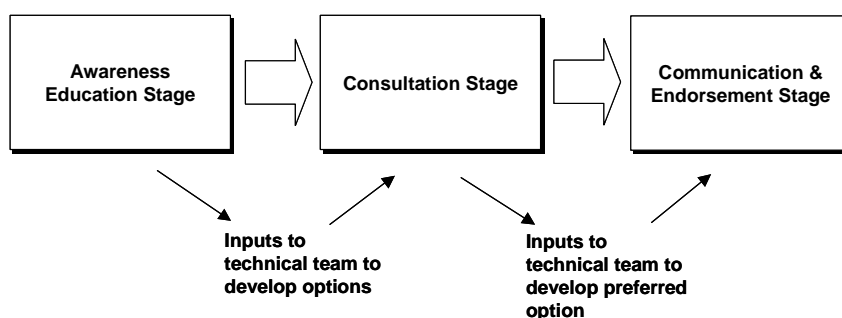 Awareness
Education Stage
Consultation Stage
Communication &
Endorsement Stage
Inputs to
technical team to
develop options
Inputs to
technical team to
develop preferred
option